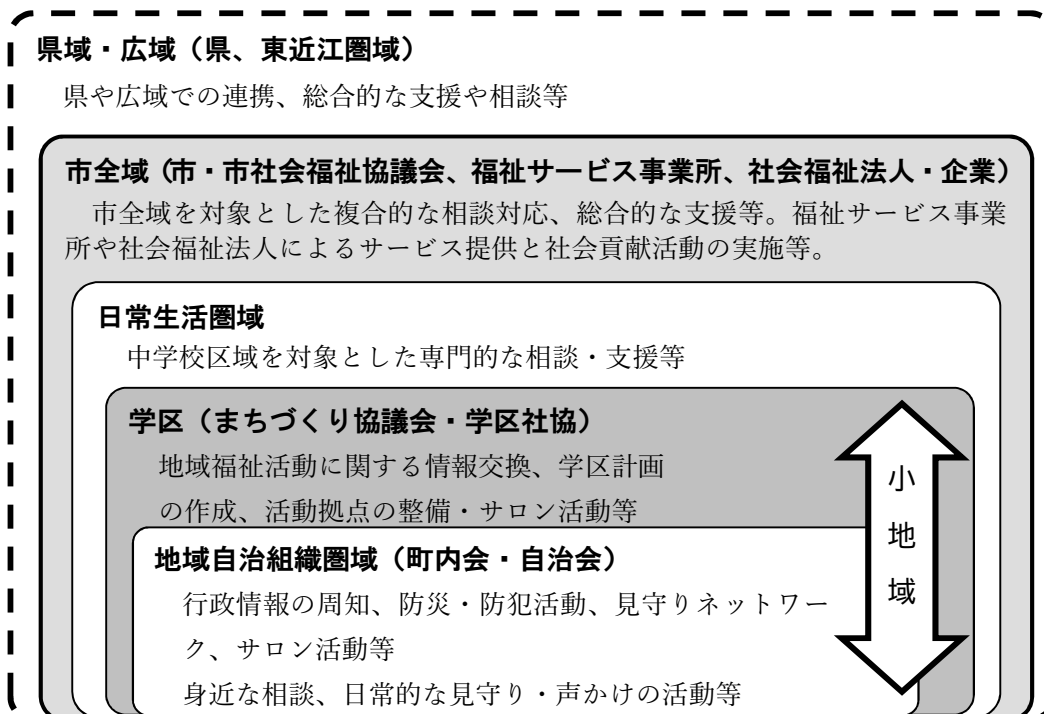 県域・広域（県、東近江圏域）
県や広域での連携、総合的な支援や相談等
市全域（市・市社会福祉協議会、福祉サービス事業所、社会福祉法人・企業）
市全域を対象とした複合的な相談対応、総合的な支援等。福祉サービス事業
所や社会福祉法人によるサービス提供と社会貢献活動の実施等。
日常生活圏域
中学校区域を対象とした専門的な相談・支援等
学区（まちづくり協議会・学区社協）
地域福祉活動に関する情報交換、学区計画
の作成、活動拠点の整備・サロン活動等
地域自治組織圏域（町内会・自治会）
行政情報の周知、防災・防犯活動、見守りネットワー
ク、サロン活動等
身近な相談、日常的な見守り・声かけの活動等
小地域